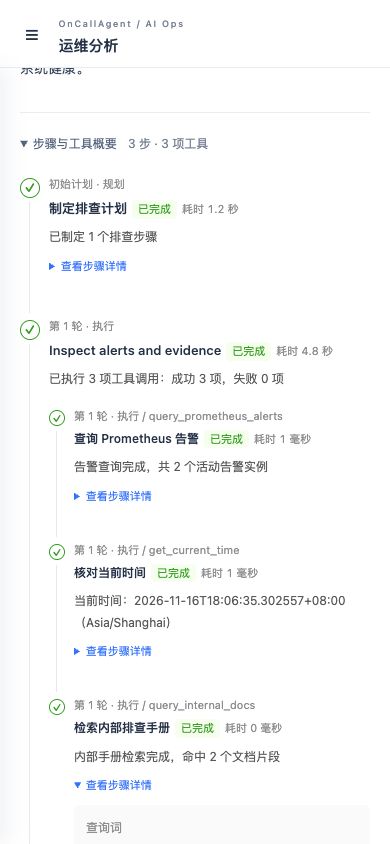 OnCallAgent / AI Ops
运维分析
系统健康。
▼ 步骤与工具概要 3 步 · 3 项工具
初始计划 · 规划
制定排查计划 已完成 耗时 1.2 秒
已制定 1 个排查步骤
▶ 查看步骤详情
第 1 轮 · 执行
Inspect alerts and evidence 已完成 耗时 4.8 秒
已执行 3 项工具调用：成功 3 项，失败 0 项
第 1 轮 · 执行 / query_prometheus_alerts
查询 Prometheus 告警 已完成 耗时 1 毫秒
告警查询完成，共 2 个活动告警实例
▶ 查看步骤详情
第 1 轮 · 执行 / get_current_time
核对当前时间 已完成 耗时 1 毫秒
当前时间：2026-11-16T18:06:35.302557+08:00
（Asia/Shanghai）
▶ 查看步骤详情
第 1 轮 · 执行 / query_internal_docs
检索内部排查手册 已完成 耗时 0 毫秒
内部手册检索完成，命中 2 个文档片段
▼ 查看步骤详情
查询词